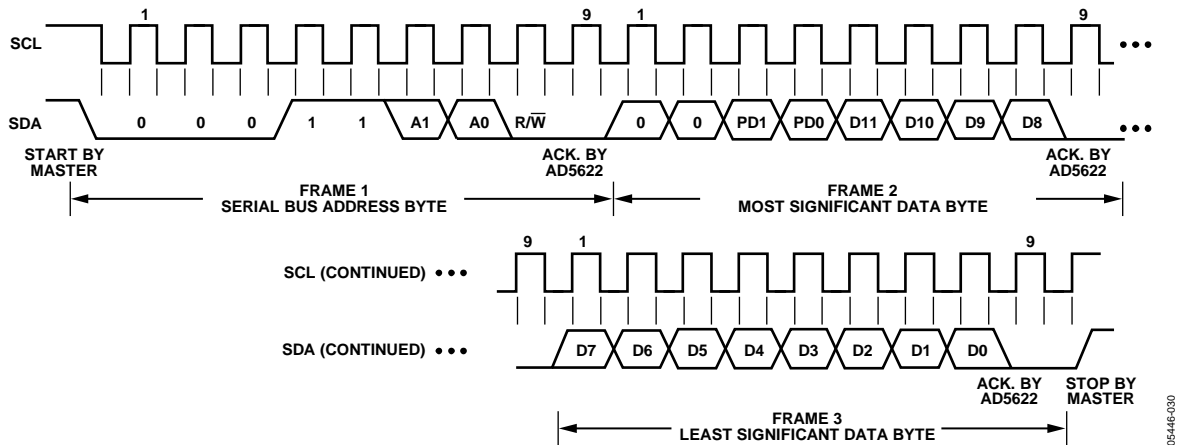 1 9 1 9
SCL
SDA 0 0 0 1 1 A1 A0 R/W̅ 0 0 PD1 PD0 D11 D10 D9 D8
START BY
MASTER
ACK. BY
AD5622
ACK. BY
AD5622
FRAME 1
SERIAL BUS ADDRESS BYTE
FRAME 2
MOST SIGNIFICANT DATA BYTE
9 1 9
SCL (CONTINUED)
SDA (CONTINUED) D7 D6 D5 D4 D3 D2 D1 D0
ACK. BY
AD5622
STOP BY
MASTER
FRAME 3
LEAST SIGNIFICANT DATA BYTE
05446-030